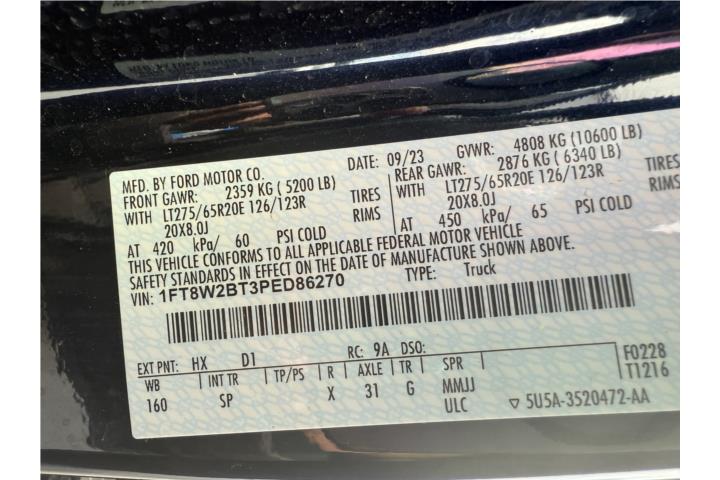 MFD. BY FORD MOTOR CO.
DATE: 09/23 GVWR: 4808 KG (10600 LB)
FRONT GAWR: 2359 KG (5200 LB) REAR GAWR: 2876 KG (6340 LB)
WITH LT275/65R20E 126/123R TIRES WITH LT275/65R20E 126/123R TIRES
20X8.0J RIMS 20X8.0J RIMS
AT 420 kPa/ 60 PSI COLD AT 450 kPa/ 65 PSI COLD
THIS VEHICLE CONFORMS TO ALL APPLICABLE FEDERAL MOTOR VEHICLE
SAFETY STANDARDS IN EFFECT ON THE DATE OF MANUFACTURE SHOWN ABOVE.
VIN: 1FT8W2BT3PED86270 TYPE: Truck
EXT PNT: HX D1 RC: 9A DSO: F0228
WB INT TR TP/PS R AXLE TR SPR T1216
160 SP X 31 G MMJJ
ULC ▽ 5U5A-3520472-AA